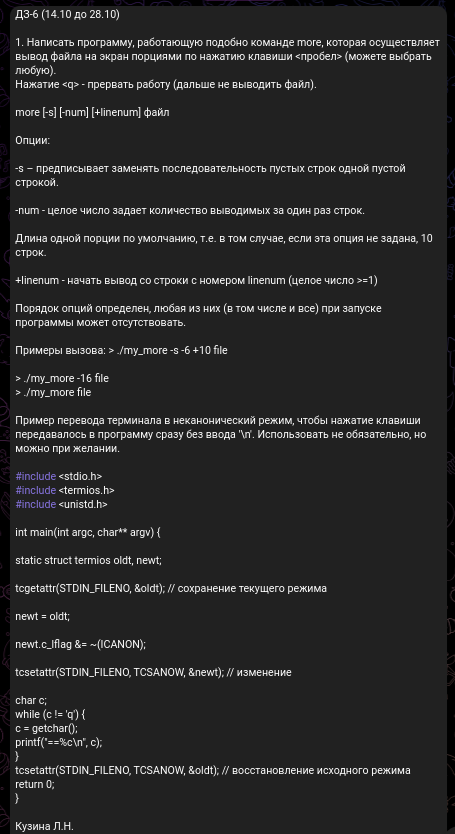 ДЗ-6 (14.10 до 28.10)
1. Написать программу, работающую подобно команде more, которая осуществляет
вывод файла на экран порциями по нажатию клавиши <пробел> (можете выбрать
любую).
Нажатие <q> - прервать работу (дальше не выводить файл).
more [-s] [-num] [+linenum] файл
Опции:
-s – предписывает заменять последовательность пустых строк одной пустой
строкой.
-num - целое число задает количество выводимых за один раз строк.
Длина одной порции по умолчанию, т.е. в том случае, если эта опция не задана, 10
строк.
+linenum - начать вывод со строки с номером linenum (целое число >=1)
Порядок опций определен, любая из них (в том числе и все) при запуске
программы может отсутствовать.
Примеры вызова: > ./my_more -s -6 +10 file
> ./my_more -16 file
> ./my_more file
Пример перевода терминала в неканонический режим, чтобы нажатие клавиши
передавалось в программу сразу без ввода '\n'. Использовать не обязательно, но
можно при желании.
#include <stdio.h>
#include <termios.h>
#include <unistd.h>
int main(int argc, char** argv) {
static struct termios oldt, newt;
tcgetattr(STDIN_FILENO, &oldt); // сохранение текущего режима
newt = oldt;
newt.c_lflag &= ~(ICANON);
tcsetattr(STDIN_FILENO, TCSANOW, &newt); // изменение
char c;
while (c != 'q') {
c = getchar();
printf("==%c\n", c);
}
tcsetattr(STDIN_FILENO, TCSANOW, &oldt); // восстановление исходного режима
return 0;
}
Кузина Л.Н.